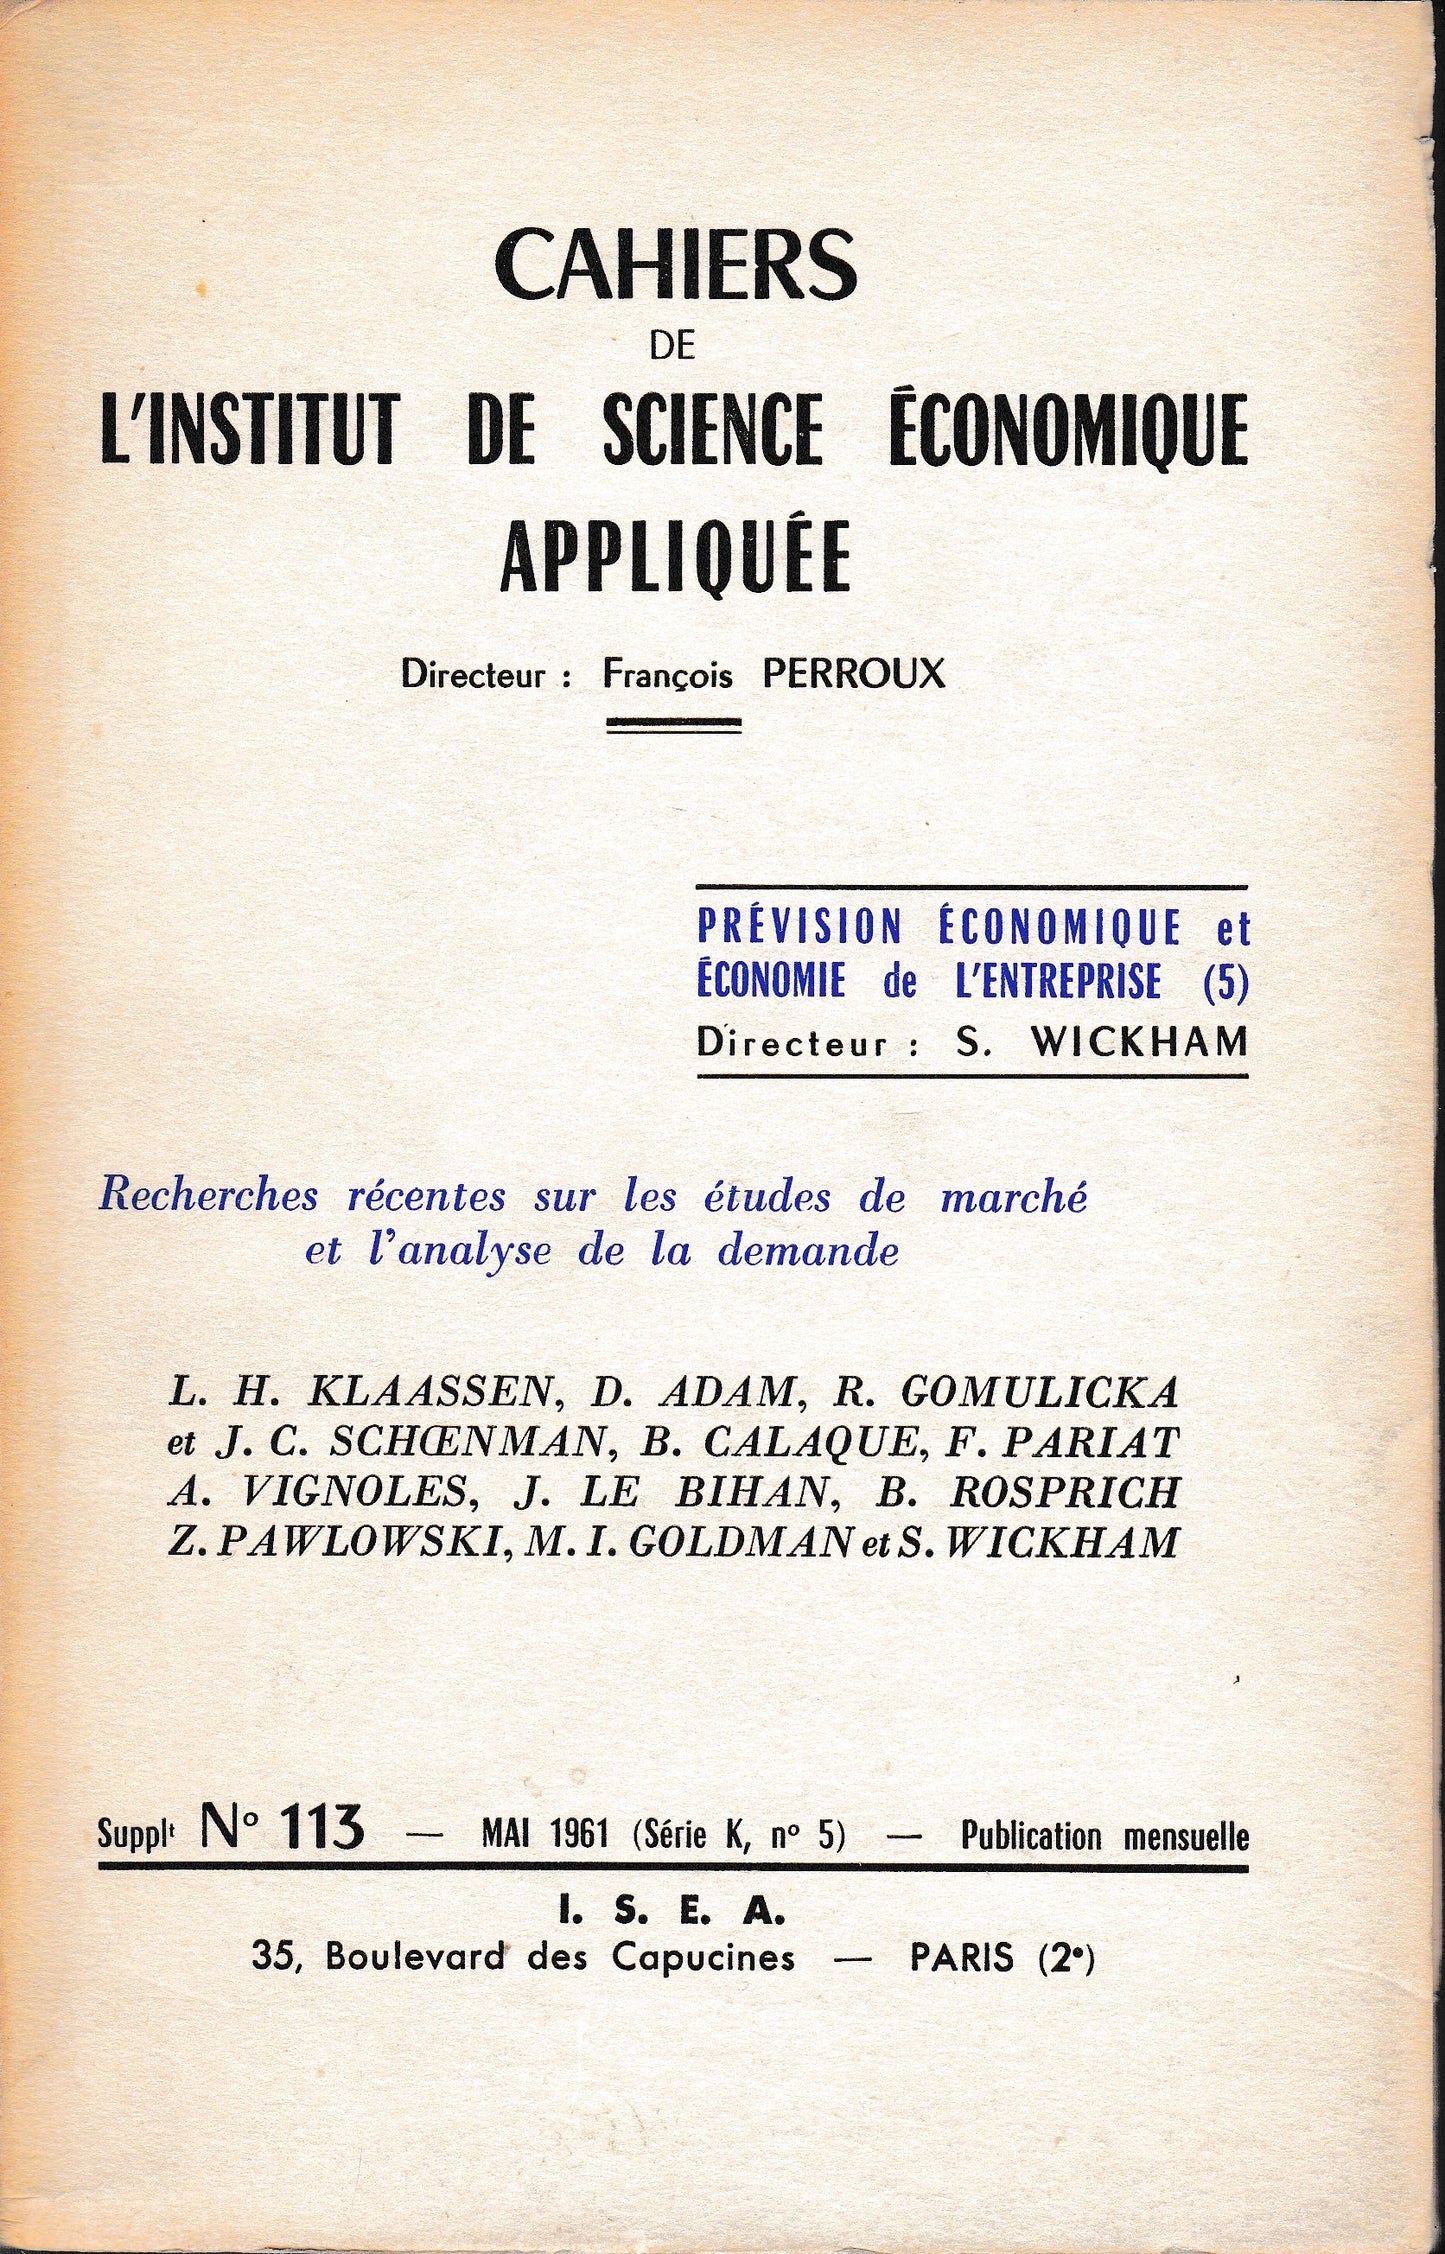 CAHIERS
DE
L'INSTITUT DE SCIENCE ÉCONOMIQUE
APPLIQUÉE
Directeur : François PERROUX
PRÉVISION ÉCONOMIQUE et
ÉCONOMIE de L'ENTREPRISE (5)
Directeur : S. WICKHAM
Recherches récentes sur les études de marché
et l'analyse de la demande
L. H. KLAASSEN, D. ADAM, R. GOMULICKA
et J. C. SCHŒNMAN, B. CALAQUE, F. PARIAT
A. VIGNOLES, J. LE BIHAN, B. ROSPRICH
Z. PAWLOWSKI, M. I. GOLDMAN et S. WICKHAM
Supplᵗ Nº 113 — MAI 1961 (Série K, nº 5) — Publication mensuelle
I. S. E. A.
35, Boulevard des Capucines — PARIS (2ᵉ)